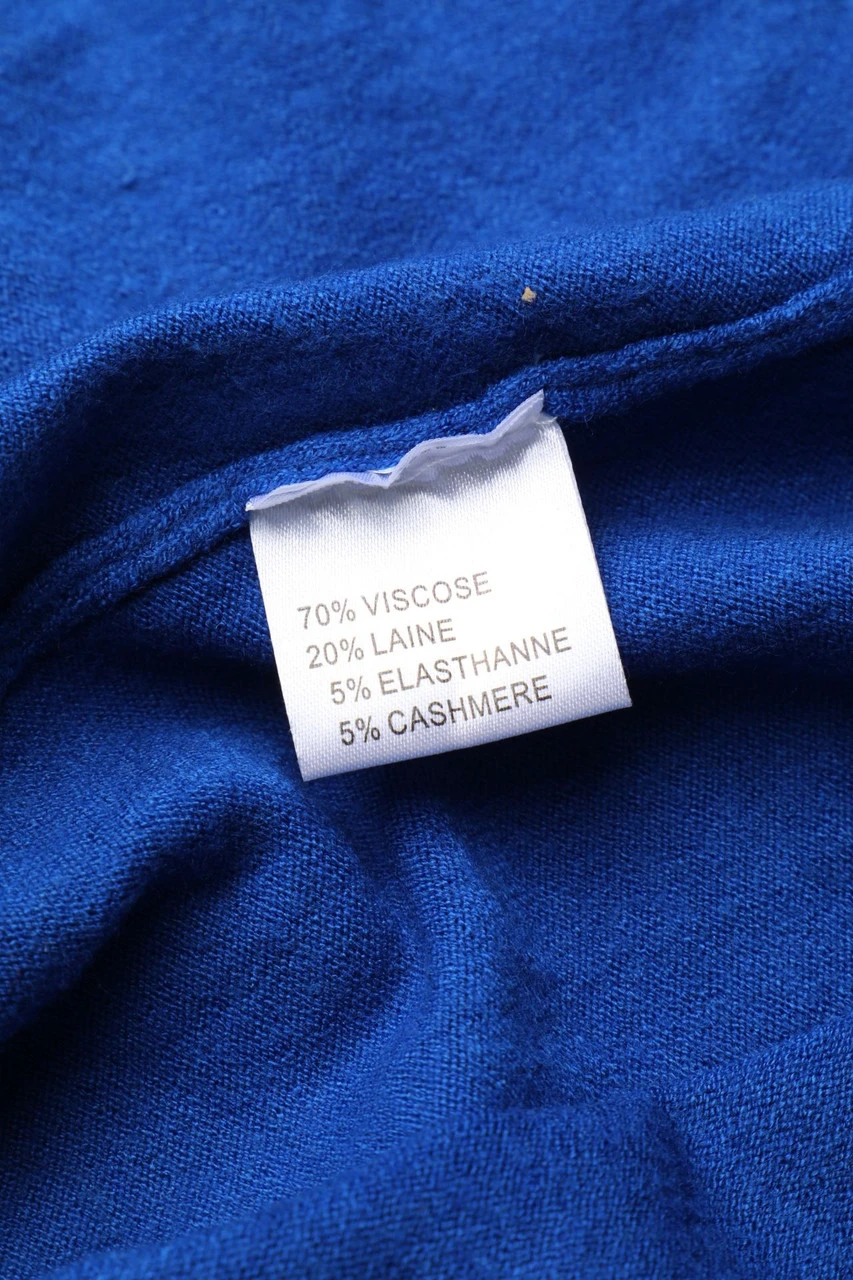 70% VISCOSE
20% LAINE
5% ELASTHANNE
5% CASHMERE